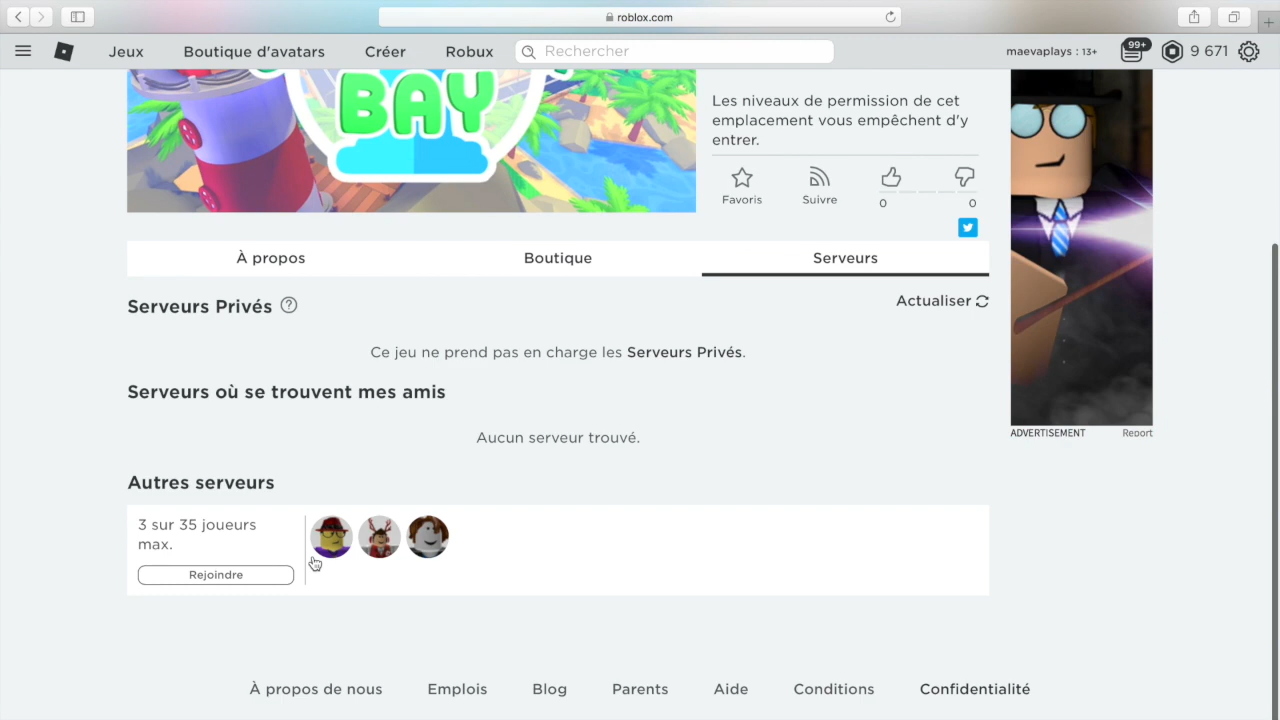 roblox.com
Jeux
Boutique d'avatars
Créer
Robux
Rechercher
maevaplays : 13+
99+
9 671
BAY
Les niveaux de permission de cet
emplacement vous empêchent d'y
entrer.
Favoris
Suivre
0
0
À propos
Boutique
Serveurs
Serveurs Privés
Actualiser
Ce jeu ne prend pas en charge les Serveurs Privés.
Serveurs où se trouvent mes amis
Aucun serveur trouvé.
ADVERTISEMENT
Report
Autres serveurs
3 sur 35 joueurs
max.
Rejoindre
À propos de nous
Emplois
Blog
Parents
Aide
Conditions
Confidentialité